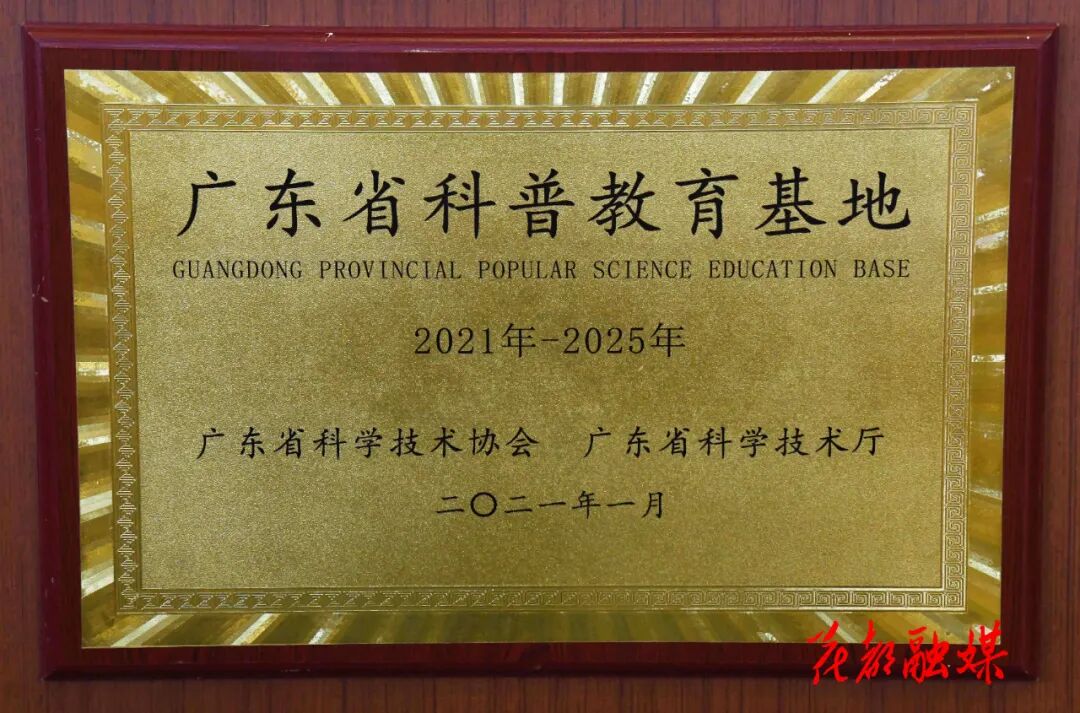 广东省科普教育基地
GUANGDONG PROVINCIAL POPULAR SCIENCE EDUCATION BASE
2021年-2025年
广东省科学技术协会 广东省科学技术厅
二〇二一年一月
花都融媒